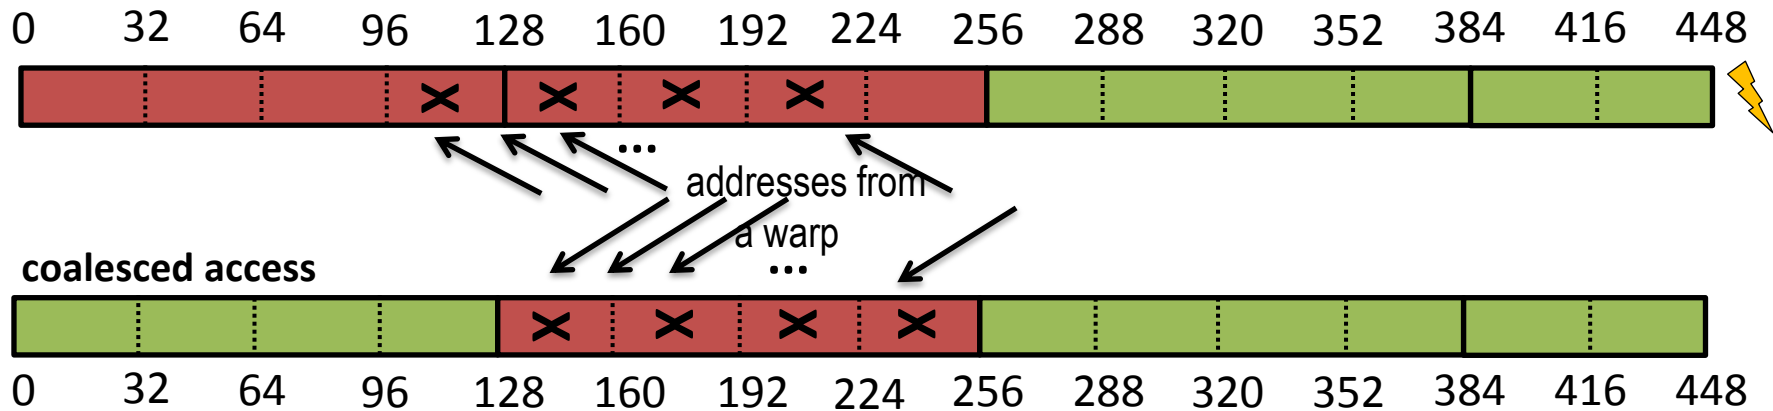 0 32 64 96 128 160 192 224 256 288 320 352 384 416 448
X X X X
...
addresses from
a warp
coalesced access
...
X X X X
0 32 64 96 128 160 192 224 256 288 320 352 384 416 448